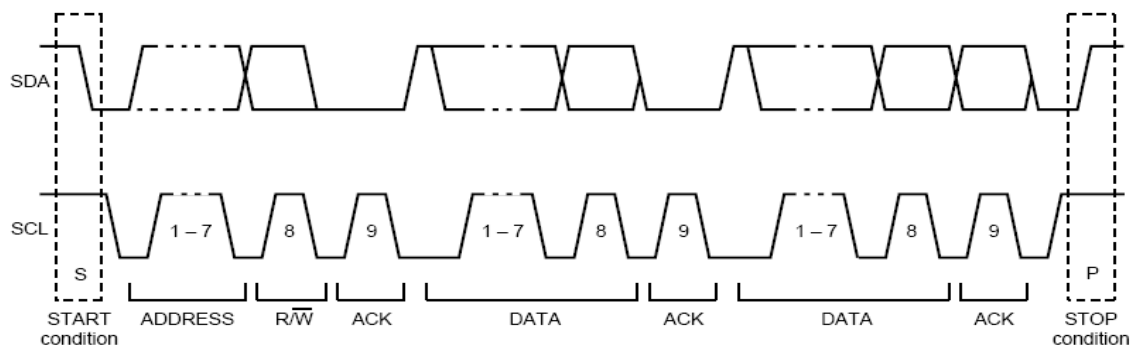 SDA
SCL
1 – 7 8 9 1 – 7 8 9 1 – 7 8 9
S P
START condition ADDRESS R/W̅ ACK DATA ACK DATA ACK STOP condition